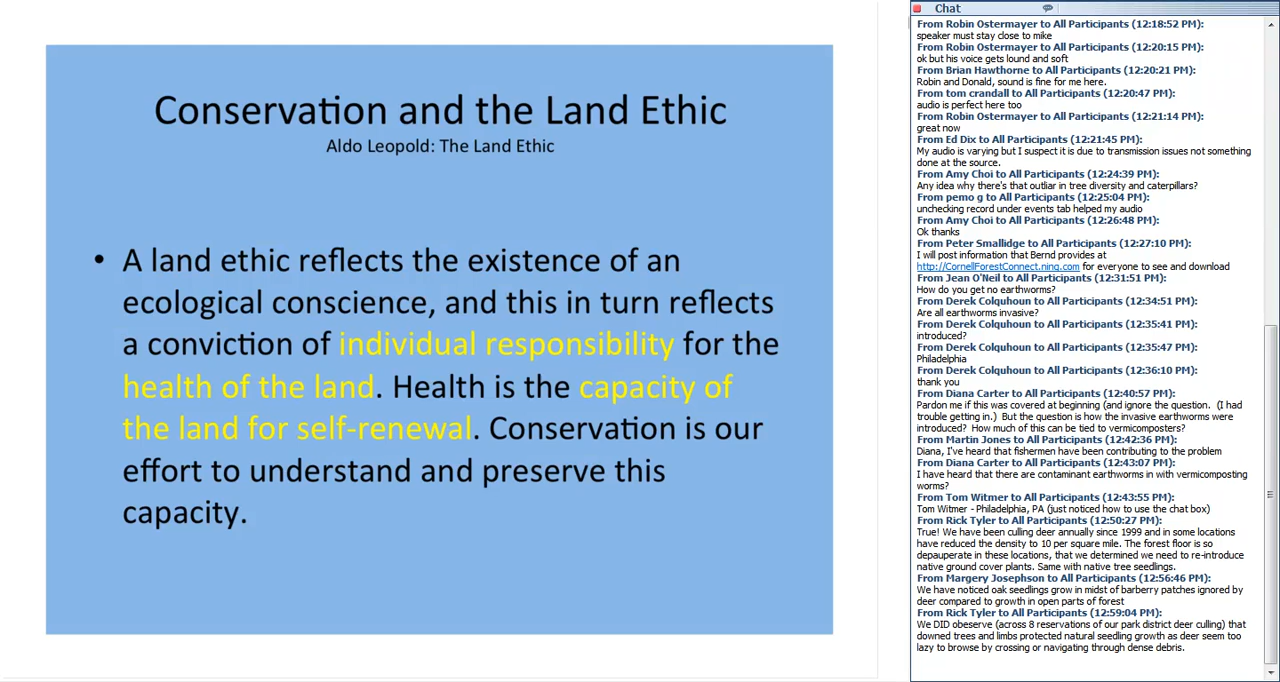 Conservation and the Land Ethic
Aldo Leopold: The Land Ethic
• A land ethic reflects the existence of an
ecological conscience, and this in turn reflects
a conviction of individual responsibility for the
health of the land. Health is the capacity of
the land for self-renewal. Conservation is our
effort to understand and preserve this
capacity.
Chat
From Robin Ostermayer to All Participants (12:18:52 PM):
speaker must stay close to mike
From Robin Ostermayer to All Participants (12:20:15 PM):
ok but his voice gets lound and soft
From Brian Hawthorne to All Participants (12:20:21 PM):
Robin and Donald, sound is fine for me here.
From tom crandall to All Participants (12:20:47 PM):
audio is perfect here too
From Robin Ostermayer to All Participants (12:21:14 PM):
great now
From Ed Dix to All Participants (12:21:45 PM):
My audio is varying but I suspect it is due to transmission issues not something
done at the source.
From Amy Choi to All Participants (12:24:39 PM):
Any idea why there's that outliar in tree diversity and caterpillars?
From pemo g to All Participants (12:25:04 PM):
unchecking record under events tab helped my audio
From Amy Choi to All Participants (12:26:48 PM):
Ok thanks
From Peter Smallidge to All Participants (12:27:10 PM):
I will post information that Bernd provides at
http://CornellForestConnect.ning.com for everyone to see and download
From Jean O'Neil to All Participants (12:31:51 PM):
How do you get no earthworms?
From Derek Colquhoun to All Participants (12:34:51 PM):
Are all earthworms invasive?
From Derek Colquhoun to All Participants (12:35:41 PM):
introduced?
From Derek Colquhoun to All Participants (12:35:47 PM):
Philadelphia
From Derek Colquhoun to All Participants (12:36:10 PM):
thank you
From Diana Carter to All Participants (12:40:57 PM):
Pardon me if this was covered at beginning (and ignore the question. (I had
trouble getting in.) But the question is how the invasive earthworms were
introduced? How much of this can be tied to vermicomposters?
From Martin Jones to All Participants (12:42:36 PM):
Diana, I've heard that fishermen have been contributing to the problem
From Diana Carter to All Participants (12:43:07 PM):
I have heard that there are contaminant earthworms in with vermicomposting
worms?
From Tom Witmer to All Participants (12:43:55 PM):
Tom Witmer - Philadelphia, PA (just noticed how to use the chat box)
From Rick Tyler to All Participants (12:50:27 PM):
True! We have been culling deer annually since 1999 and in some locations
have reduced the density to 10 per square mile. The forest floor is so
depauperate in these locations, that we determined we need to re-introduce
native ground cover plants. Same with native tree seedlings.
From Margery Josephson to All Participants (12:56:46 PM):
We have noticed oak seedlings grow in midst of barberry patches ignored by
deer compared to growth in open parts of forest
From Rick Tyler to All Participants (12:59:04 PM):
We DID obeserve (across 8 reservations of our park district deer culling) that
downed trees and limbs protected natural seedling growth as deer seem too
lazy to browse by crossing or navigating through dense debris.